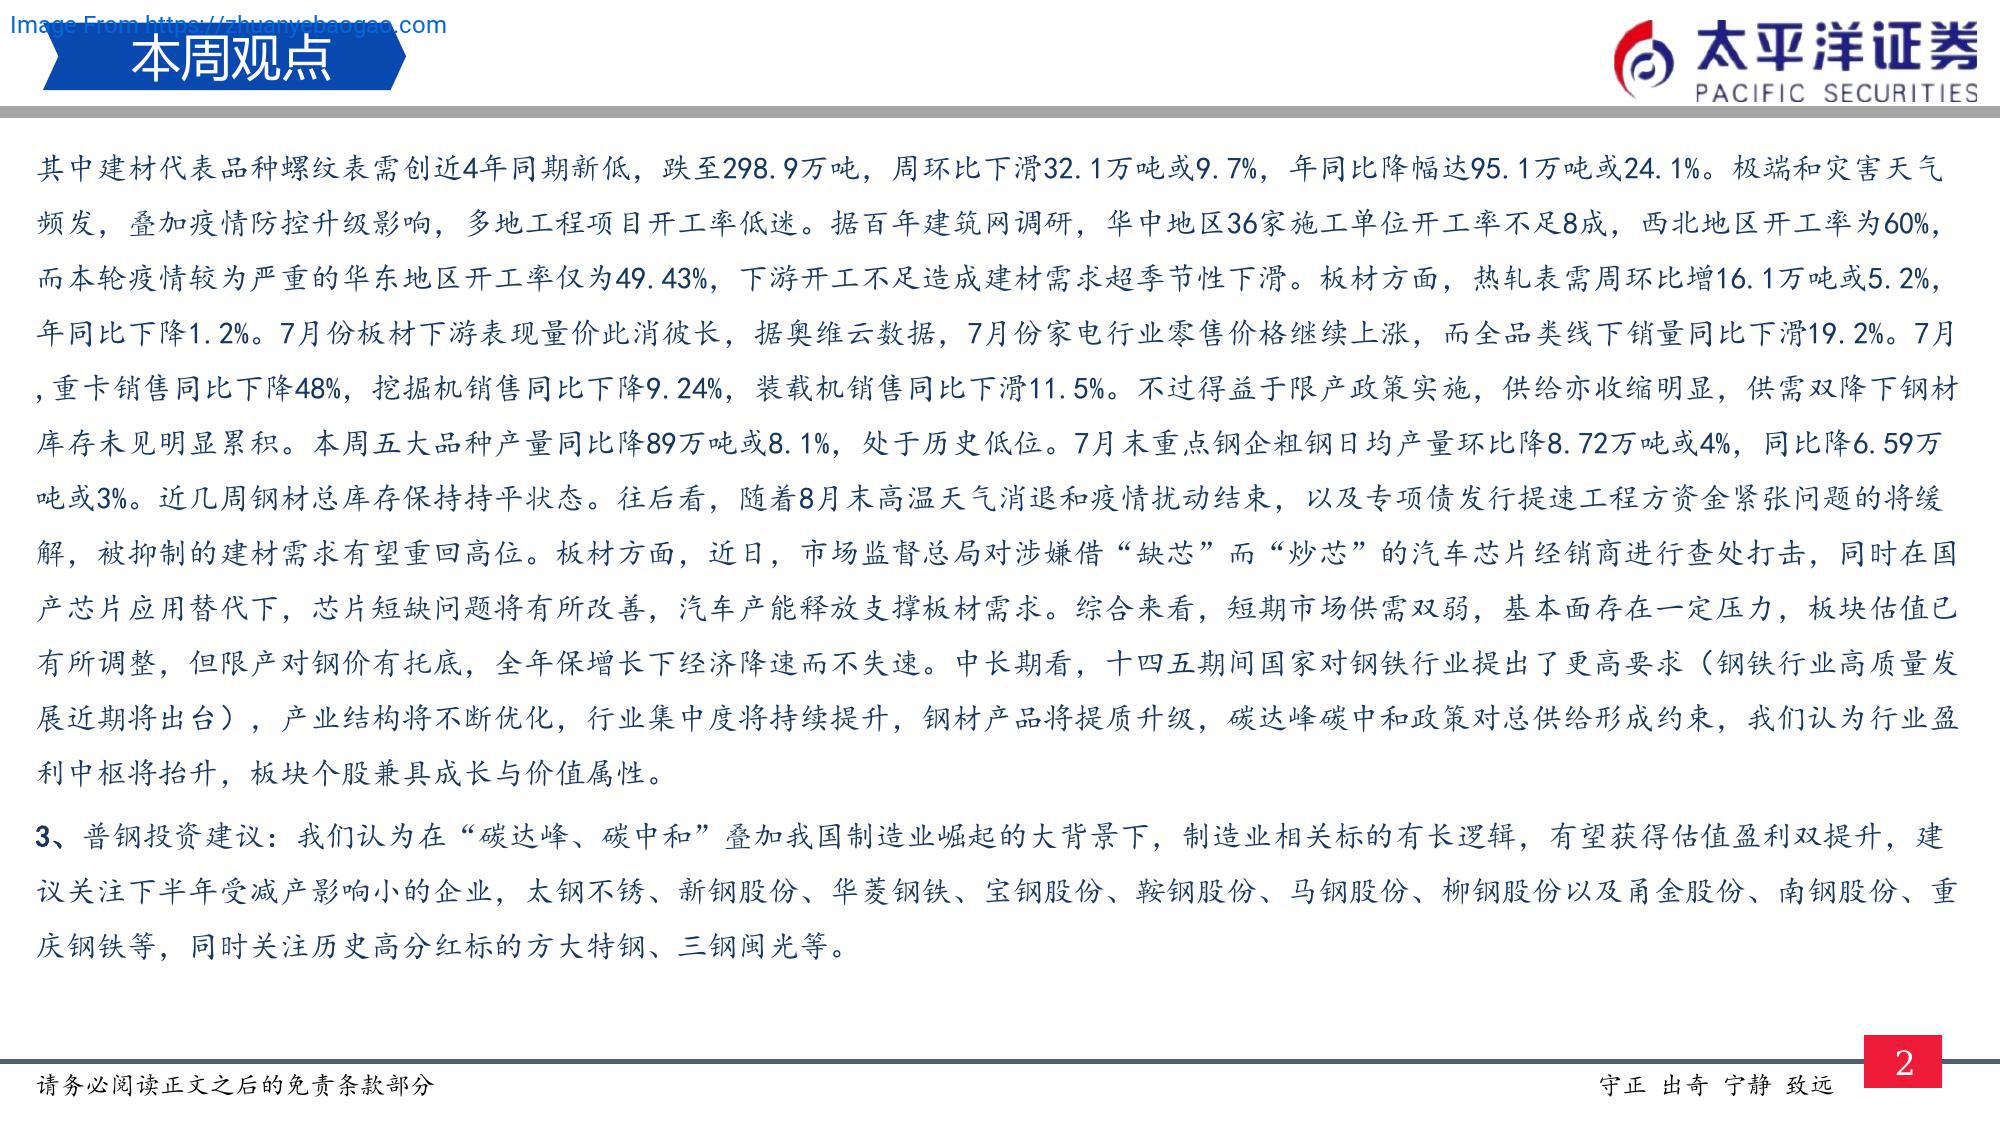 Image From https://zhuanyebaogao.com
本周观点
太平洋证券
PACIFIC SECURITIES
其中建材代表品种螺纹表需创近4年同期新低，跌至298.9万吨，周环比下滑32.1万吨或9.7%，年同比降幅达95.1万吨或24.1%。极端和灾害天气
频发，叠加疫情防控升级影响，多地工程项目开工率低迷。据百年建筑网调研，华中地区36家施工单位开工率不足8成，西北地区开工率为60%，
而本轮疫情较为严重的华东地区开工率仅为49.43%，下游开工不足造成建材需求超季节性下滑。板材方面，热轧表需周环比增16.1万吨或5.2%，
年同比下降1.2%。7月份板材下游表现量价此消彼长，据奥维云数据，7月份家电行业零售价格继续上涨，而全品类线下销量同比下滑19.2%。7月
,重卡销售同比下降48%，挖掘机销售同比下降9.24%，装载机销售同比下滑11.5%。不过得益于限产政策实施，供给亦收缩明显，供需双降下钢材
库存未见明显累积。本周五大品种产量同比降89万吨或8.1%，处于历史低位。7月末重点钢企粗钢日均产量环比降8.72万吨或4%，同比降6.59万
吨或3%。近几周钢材总库存保持持平状态。往后看，随着8月末高温天气消退和疫情扰动结束，以及专项债发行提速工程方资金紧张问题的将缓
解，被抑制的建材需求有望重回高位。板材方面，近日，市场监督总局对涉嫌借“缺芯”而“炒芯”的汽车芯片经销商进行查处打击，同时在国
产芯片应用替代下，芯片短缺问题将有所改善，汽车产能释放支撑板材需求。综合来看，短期市场供需双弱，基本面存在一定压力，板块估值已
有所调整，但限产对钢价有托底，全年保增长下经济降速而不失速。中长期看，十四五期间国家对钢铁行业提出了更高要求（钢铁行业高质量发
展近期将出台），产业结构将不断优化，行业集中度将持续提升，钢材产品将提质升级，碳达峰碳中和政策对总供给形成约束，我们认为行业盈
利中枢将抬升，板块个股兼具成长与价值属性。
3、普钢投资建议：我们认为在“碳达峰、碳中和”叠加我国制造业崛起的大背景下，制造业相关标的有长逻辑，有望获得估值盈利双提升，建
议关注下半年受减产影响小的企业，太钢不锈、新钢股份、华菱钢铁、宝钢股份、鞍钢股份、马钢股份、柳钢股份以及甬金股份、南钢股份、重
庆钢铁等，同时关注历史高分红标的方大特钢、三钢闽光等。
请务必阅读正文之后的免责条款部分
守正 出奇 宁静 致远
2